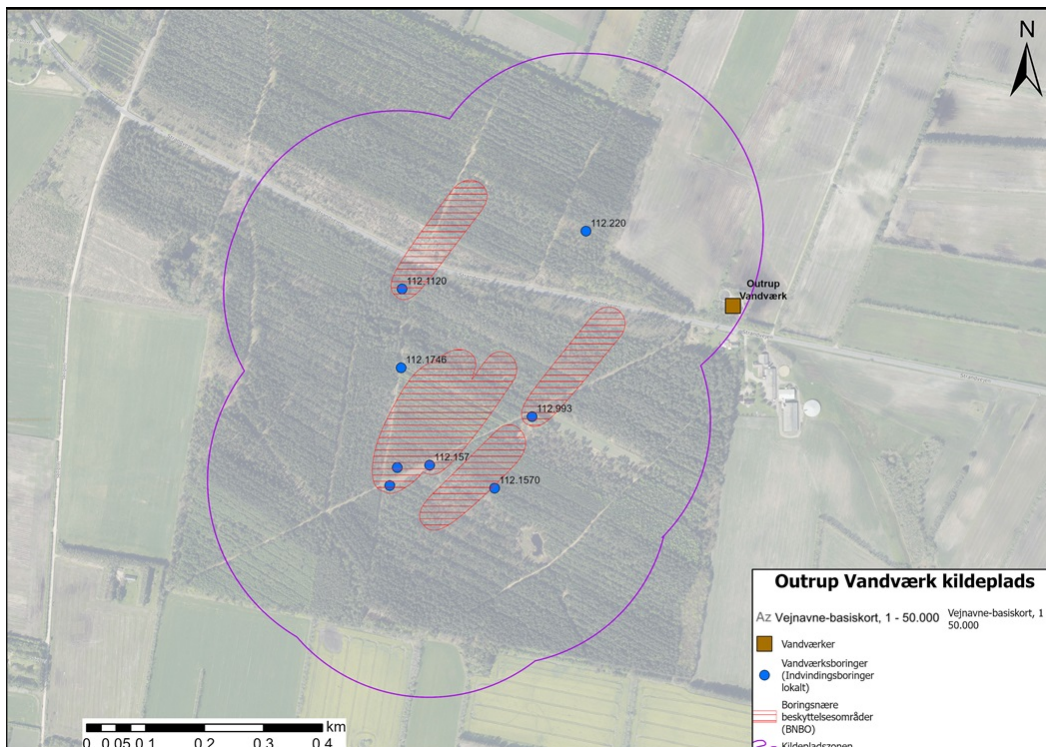 N
112.220
112.1120
Outrup
Vandværk
112.1746
112.993
112.157
112.1570
Outrup Vandværk kildeplads
Az Vejnavne-basiskort, 1 - 50.000
Vejnavne-basiskort, 1
50.000
Vandværker
Vandværksboringer
(Indvindingsboringer
lokalt)
Boringsnære
beskyttelsesområder
(BNBO)
Kildepladszonen
km
0 0.05 0.1 0.2 0.3 0.4